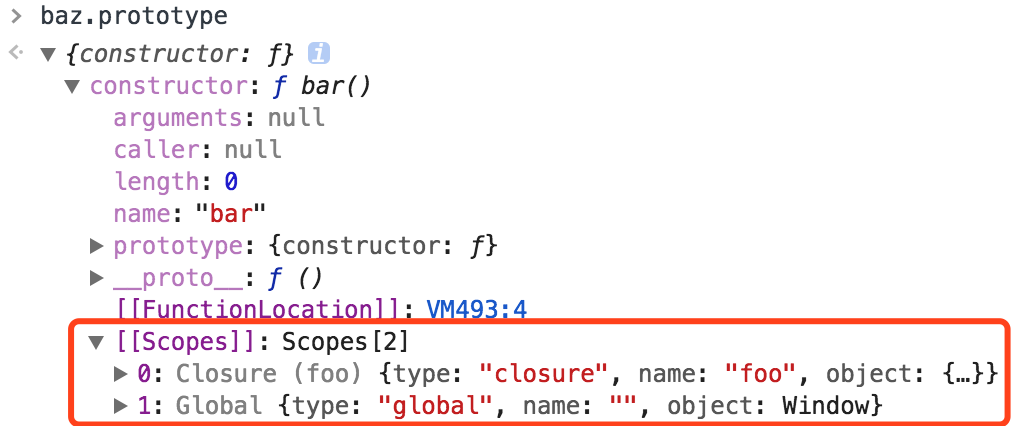 > baz.prototype
<· ▼ {constructor: ƒ} i
▼ constructor: ƒ bar()
arguments: null
caller: null
length: 0
name: "bar"
▶ prototype: {constructor: ƒ}
▶ __proto__: ƒ ()
[[FunctionLocation]]: VM493:4
▼ [[Scopes]]: Scopes[2]
▶ 0: Closure (foo) {type: "closure", name: "foo", object: {…}}
▶ 1: Global {type: "global", name: "", object: Window}